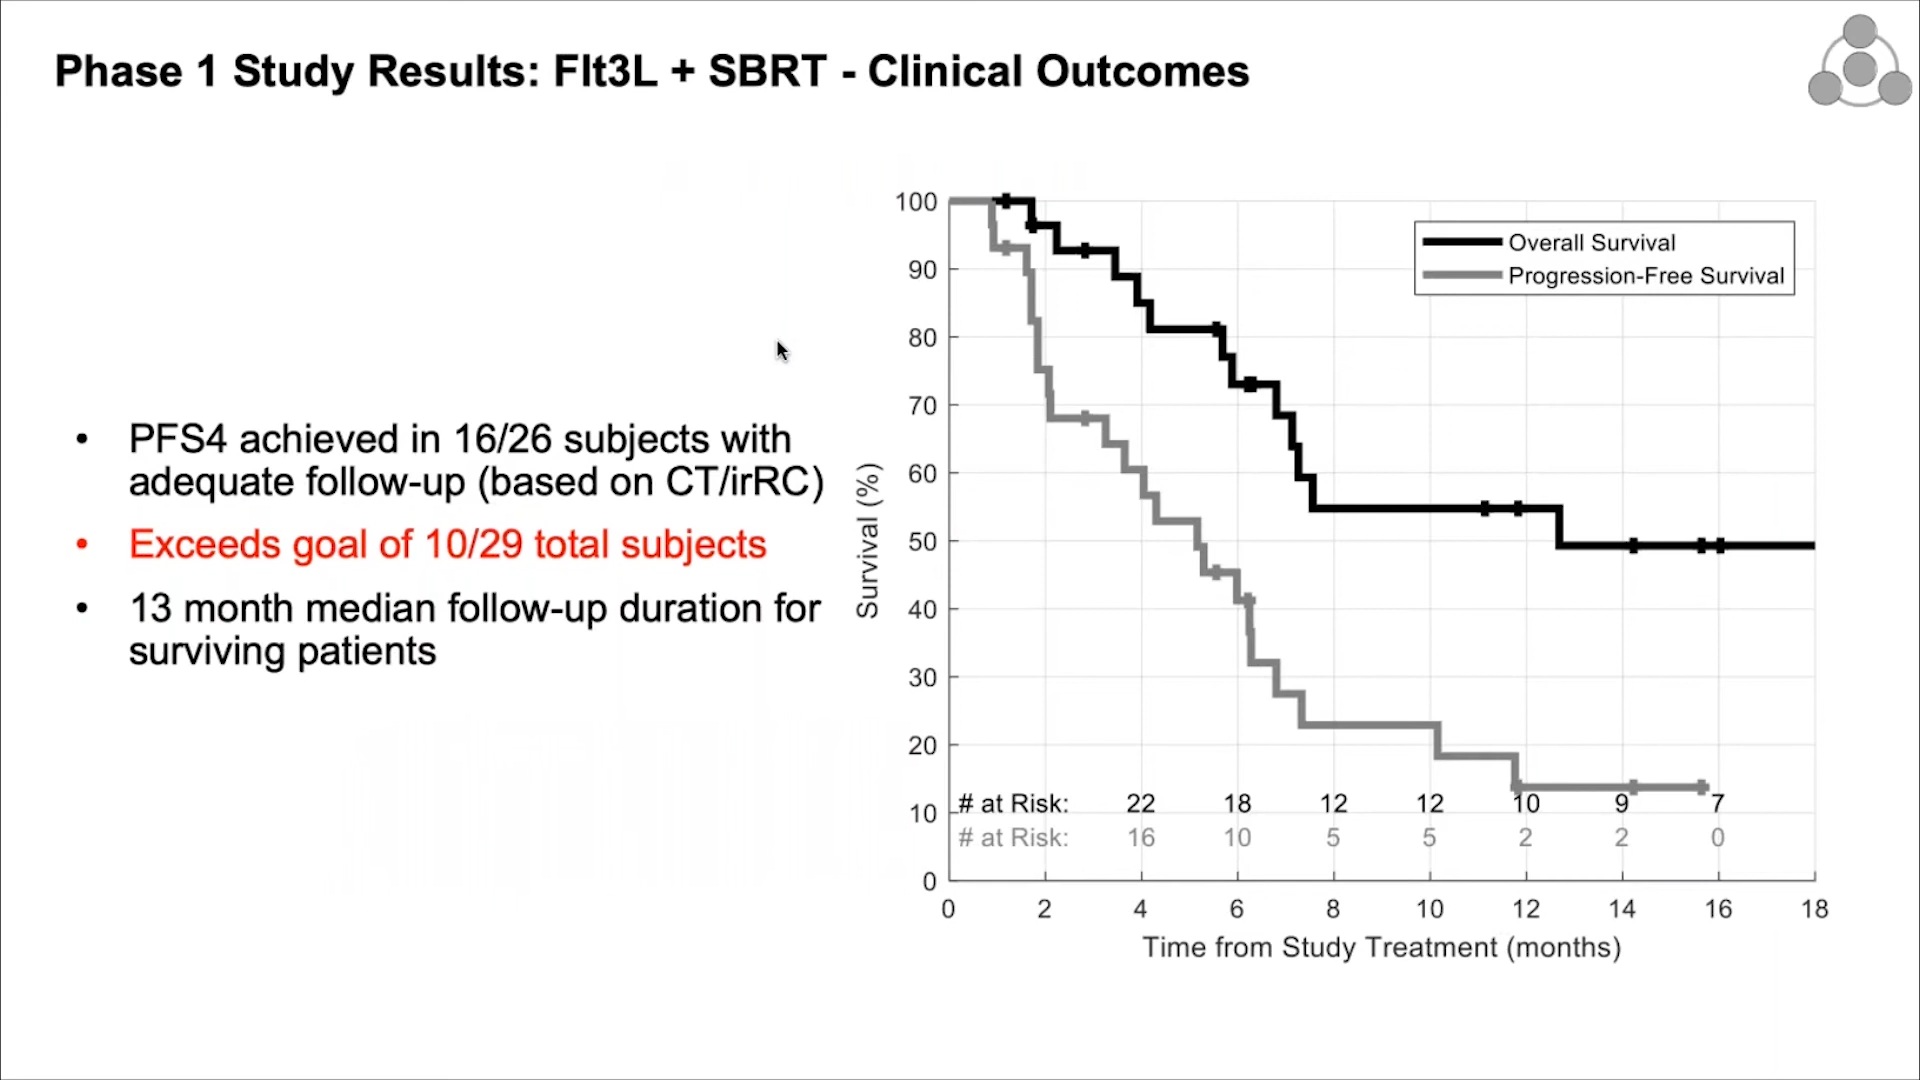 Phase 1 Study Results: Flt3L + SBRT - Clinical Outcomes
• PFS4 achieved in 16/26 subjects with
adequate follow-up (based on CT/irRC)
• Exceeds goal of 10/29 total subjects
• 13 month median follow-up duration for
surviving patients
Survival (%)
100
90
80
70
60
50
40
30
20
10
0
Overall Survival
Progression-Free Survival
# at Risk: 22 18 12 12 10 9 7
# at Risk: 16 10 5 5 2 2 0
0 2 4 6 8 10 12 14 16 18
Time from Study Treatment (months)